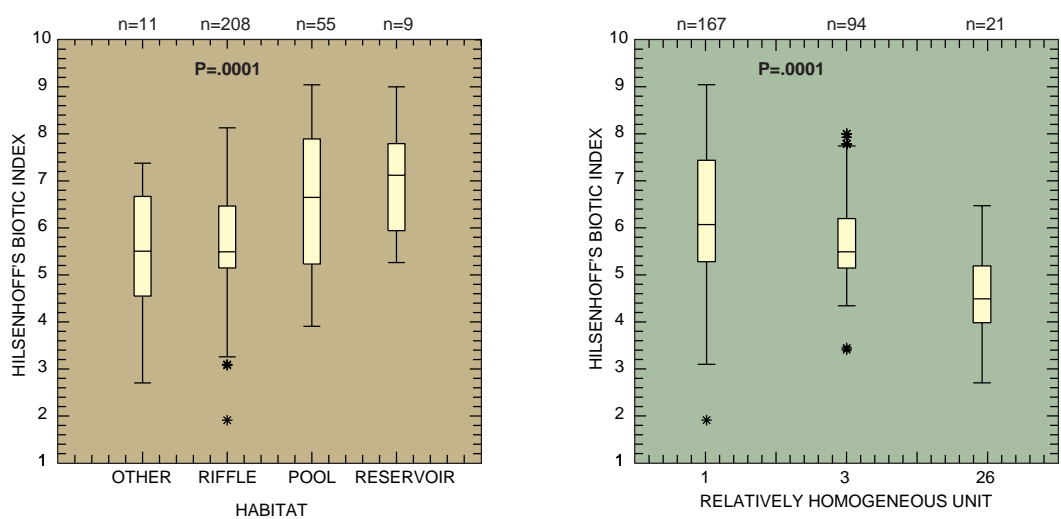 n=11 n=208 n=55 n=9
P=.0001
10
9
8
7
6
5
4
3
2
1
HILSENHOFF'S BIOTIC INDEX
OTHER RIFFLE POOL RESERVOIR
HABITAT
n=167 n=94 n=21
P=.0001
10
9
8
7
6
5
4
3
2
1
HILSENHOFF'S BIOTIC INDEX
1 3 26
RELATIVELY HOMOGENEOUS UNIT